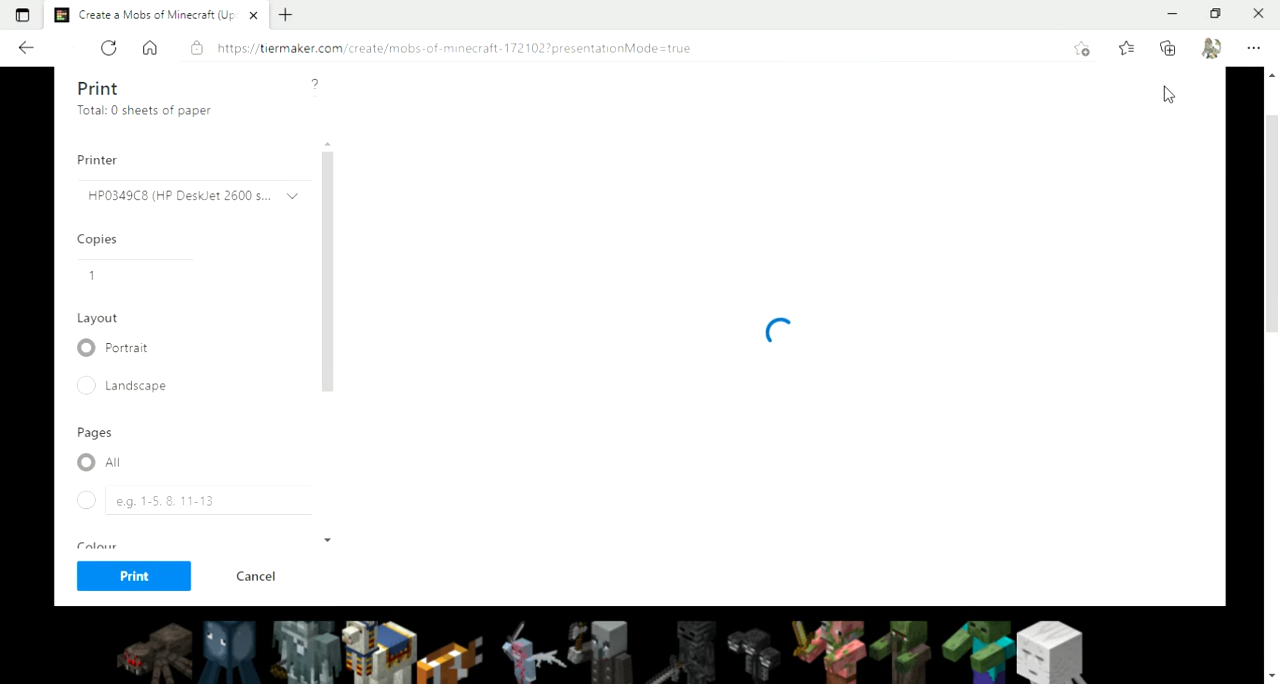 Create a Mobs of Minecraft (Up
https://tiermaker.com/create/mobs-of-minecraft-172102?presentationMode=true
Print
?
Total: 0 sheets of paper
Printer
HP0349C8 (HP DeskJet 2600 s...
Copies
1
Layout
Portrait
Landscape
Pages
All
e.g. 1-5, 8, 11-13
Colour
Print Cancel